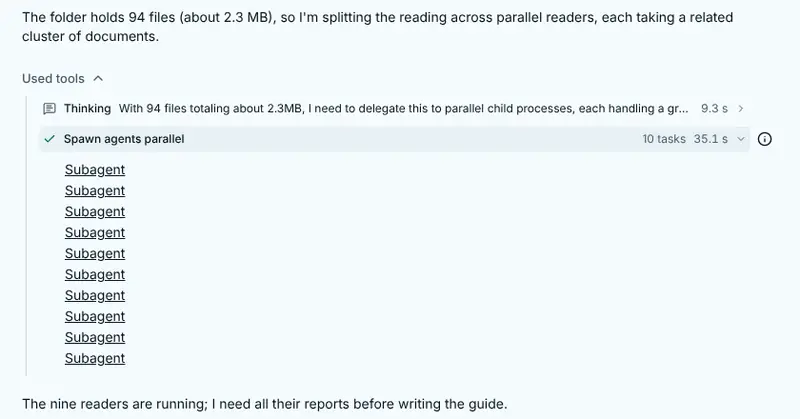 The folder holds 94 files (about 2.3 MB), so I'm splitting the reading across parallel readers, each taking a related
cluster of documents.
Used tools
Thinking With 94 files totaling about 2.3MB, I need to delegate this to parallel child processes, each handling a gr... 9.3 s
Spawn agents parallel 10 tasks 35.1 s
Subagent
Subagent
Subagent
Subagent
Subagent
Subagent
Subagent
Subagent
Subagent
Subagent
The nine readers are running; I need all their reports before writing the guide.